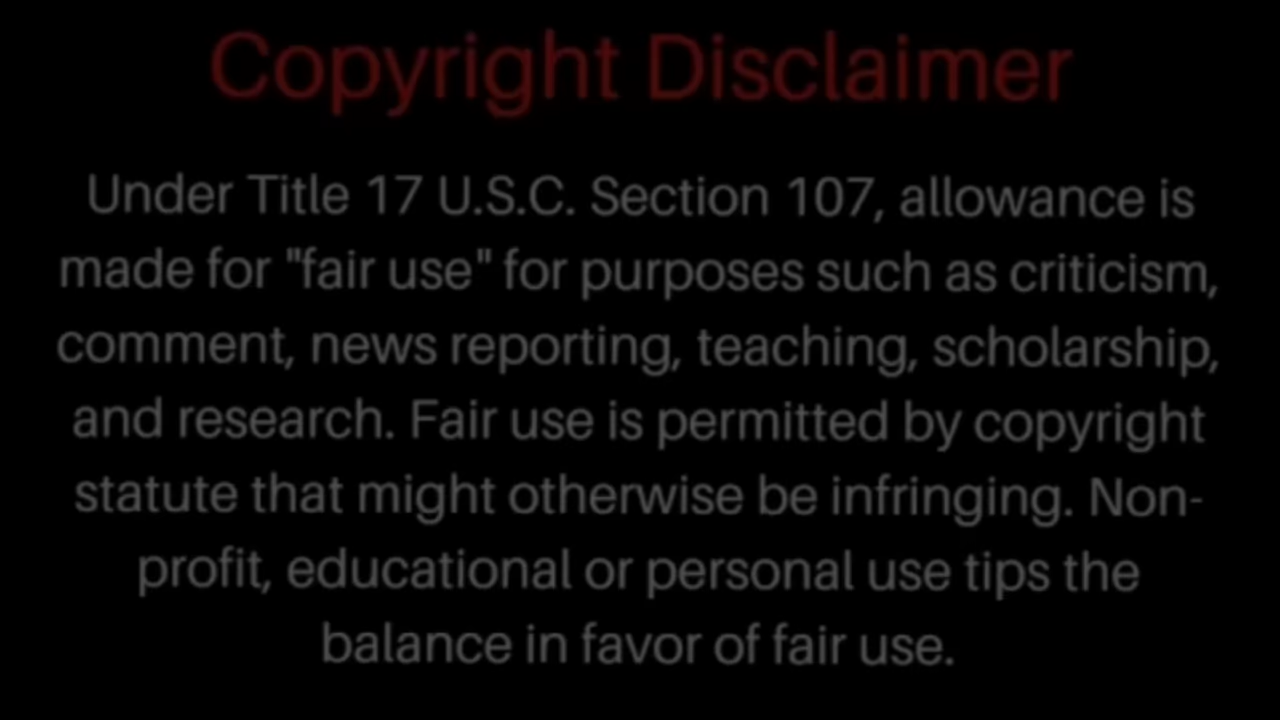 Copyright Disclaimer
Under Title 17 U.S.C. Section 107, allowance is
made for "fair use" for purposes such as criticism,
comment, news reporting, teaching, scholarship,
and research. Fair use is permitted by copyright
statute that might otherwise be infringing. Non-
profit, educational or personal use tips the
balance in favor of fair use.